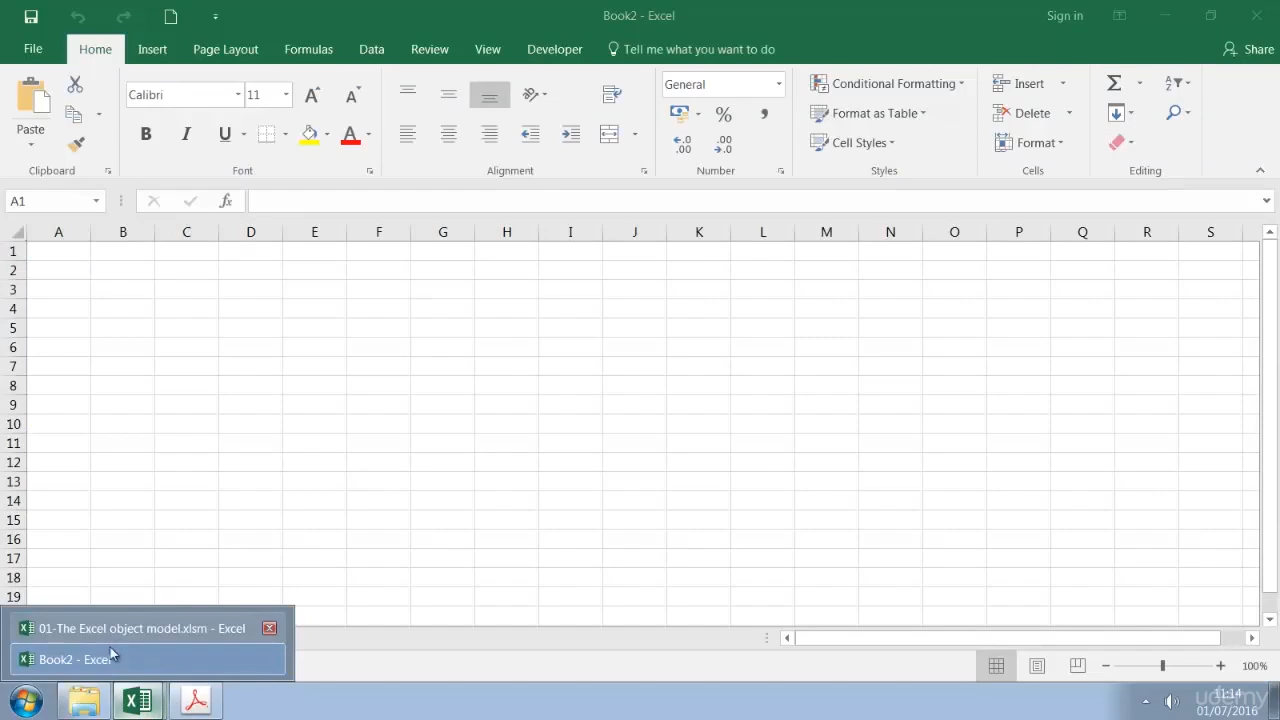 Book2 - Excel
Sign in
File
Home
Insert
Page Layout
Formulas
Data
Review
View
Developer
Tell me what you want to do
Share
Calibri
11
General
Conditional Formatting
Insert
Format as Table
Delete
Paste
B I U
A
%
Cell Styles
Format
Clipboard
Font
Alignment
Number
Styles
Cells
Editing
A1
fx
A B C D E F G H I J K L M N O P Q R S
1
2
3
4
5
6
7
8
9
10
11
12
13
14
15
16
17
18
19
01-The Excel object model.xlsm - Excel
Book2 - Excel
100%
11:14
01/07/2016
udemy